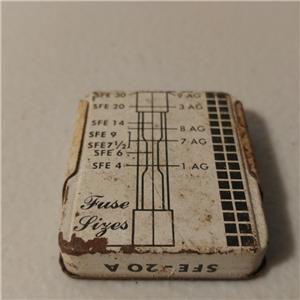 SFE 30 9 AG
SFE 20 3 AG
SFE 14 8 AG
SFE 9 7 AG
SFE 7½
SFE 6
SFE 4 1 AG
Fuse
Sizes
SFE-20 A